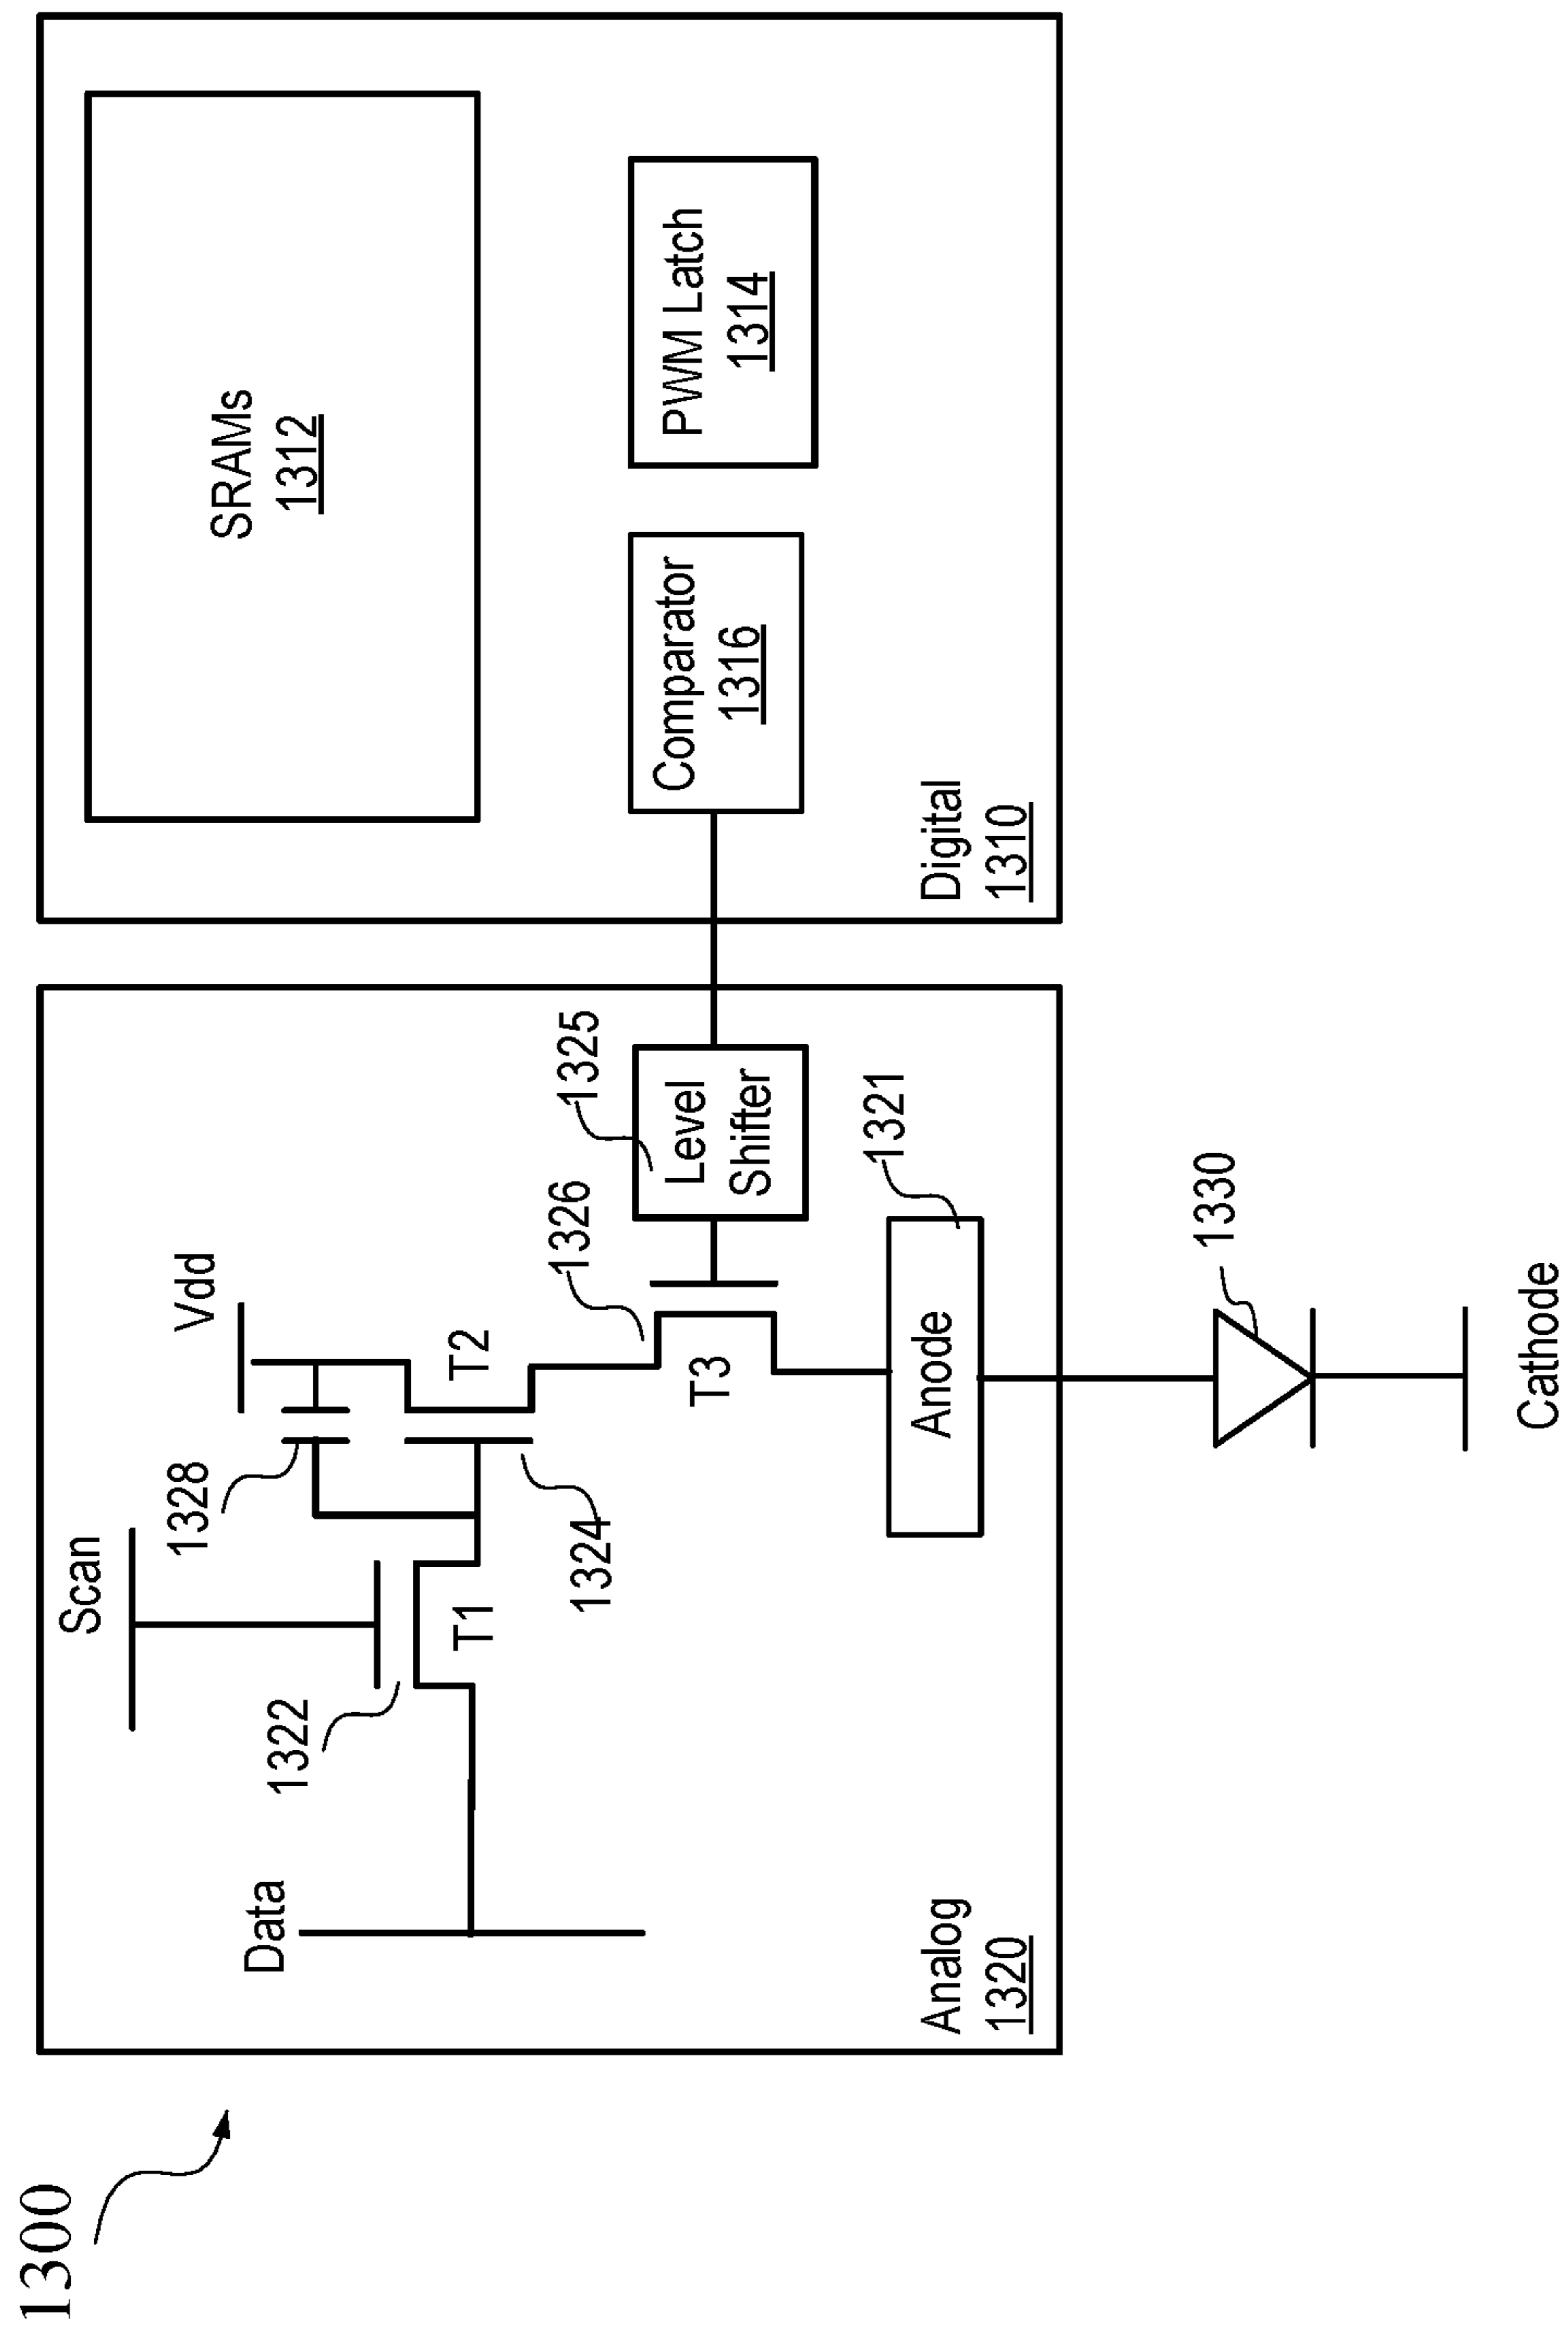 1300
Scan
Vdd
Data
1322
1328
T1
T2
1324
1326
T3
1325
Level
Shifter
Anode
1321
Analog
1320
1330
Cathode
SRAMs
1312
Comparator
1316
PWM Latch
1314
Digital
1310